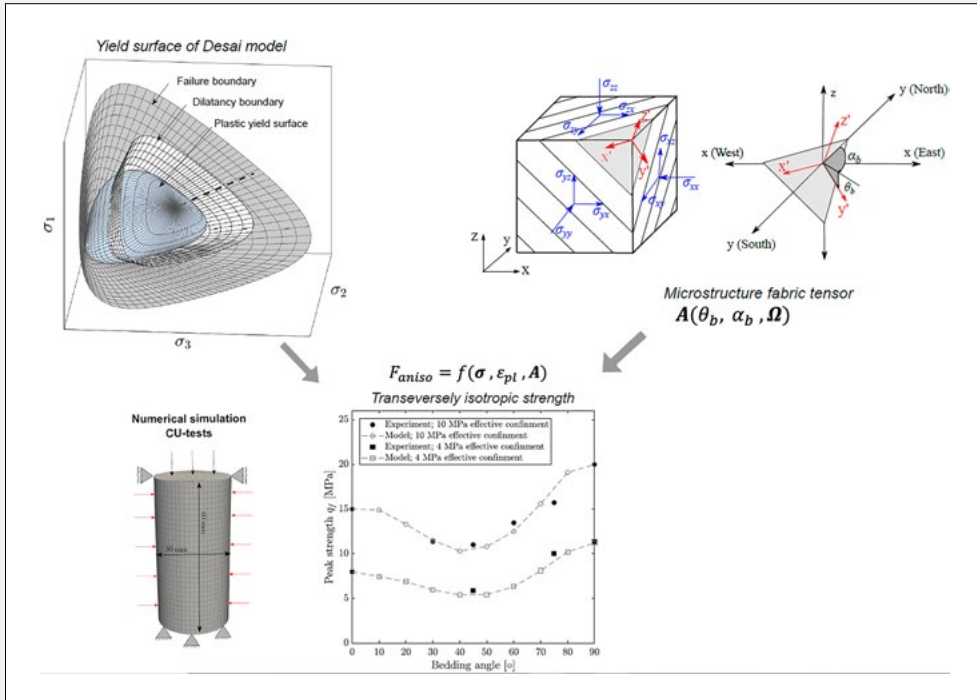 Yield surface of Desai model
Failure boundary
Dilatancy boundary
Plastic yield surface
σ1
σ2
σ3
σzz
σzx
σzy
σyz
σyx
σyy
σxz
σxx
σxy
x'
y'
z'
z
y
x
z
y (North)
x (West)
x (East)
αb
θb
x'
y'
z'
y (South)
Microstructure fabric tensor
A(θb, αb, Ω)
Faniso = f(σ, εpl, A)
Transeversely isotropic strength
Numerical simulation
CU-tests
Experiment; 10 MPa effective confinment
Model; 10 MPa effective confinment
Experiment; 4 MPa effective confinment
Model; 4 MPa effective confinment
Peak strength qf [MPa]
25
20
15
10
5
0
0 10 20 30 40 50 60 70 80 90
Bedding angle [o]